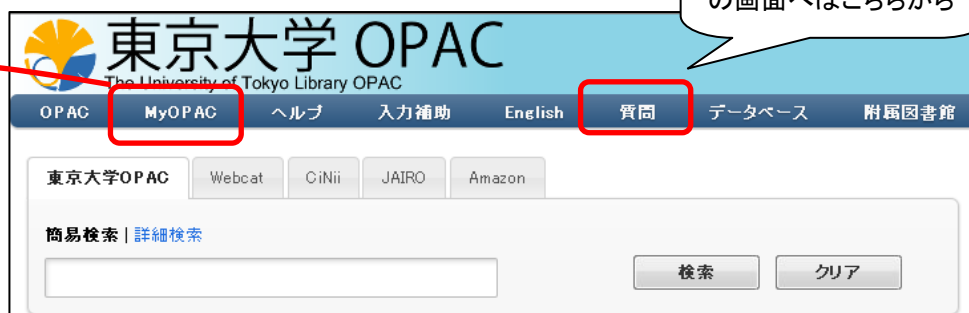 の画面へはこちらから
東京大学 OPAC
The University of Tokyo Library OPAC
OPAC MyOPAC ヘルプ 入力補助 English 質問 データベース 附属図書館
東京大学OPAC Webcat CiNii JAIRO Amazon
簡易検索 | 詳細検索
検索 クリア